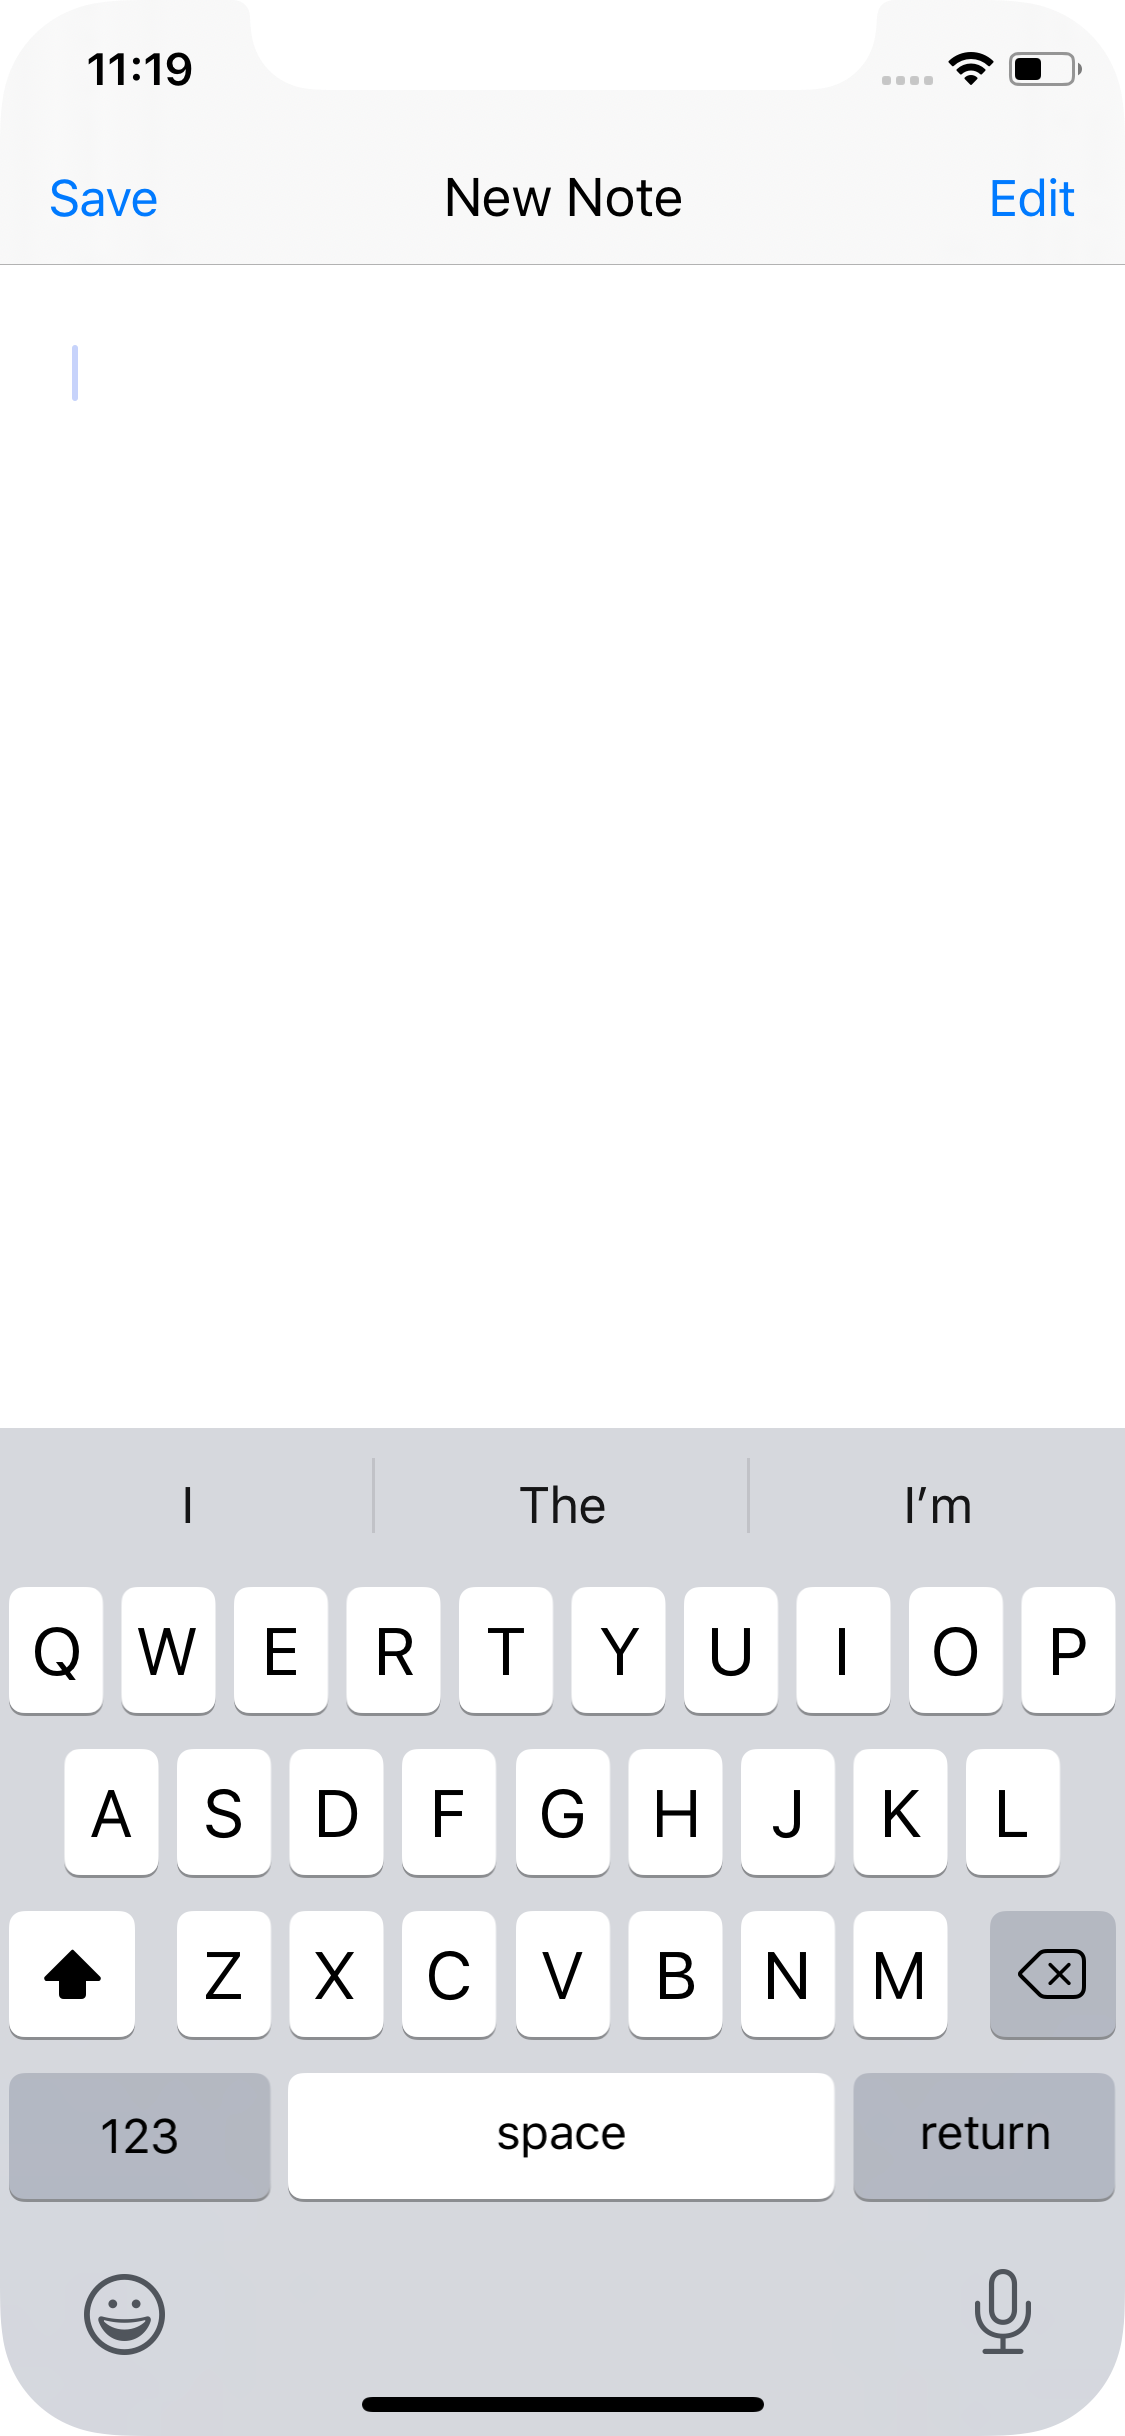 11:19
Save New Note Edit
I The I’m
Q W E R T Y U I O P
A S D F G H J K L
Z X C V B N M
123 space return